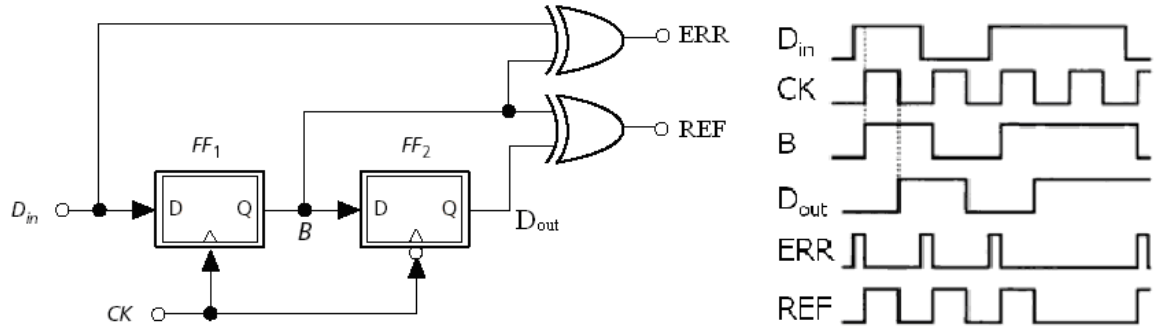 ERR
REF
FF1
FF2
Din
D Q
B
D Q
Dout
CK
Din
CK
B
Dout
ERR
REF